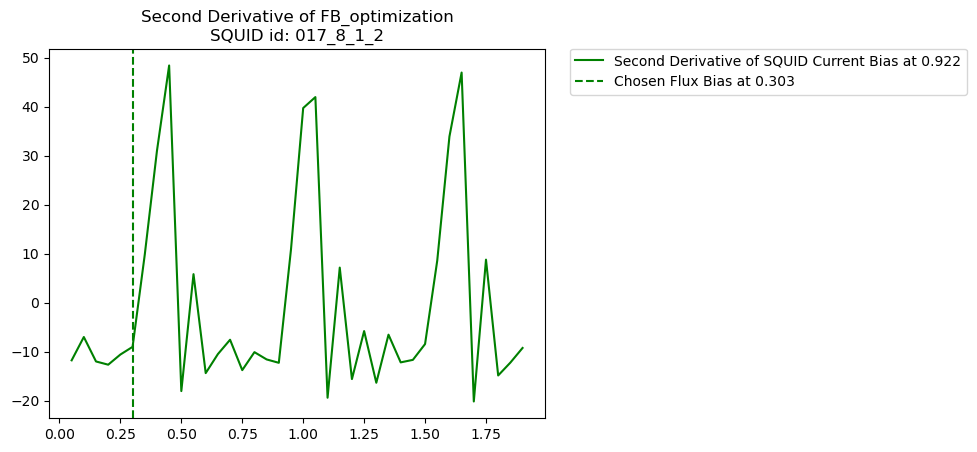 Second Derivative of FB_optimization
SQUID id: 017_8_1_2
Second Derivative of SQUID Current Bias at 0.922
Chosen Flux Bias at 0.303
50
40
30
20
10
0
−10
−20
0.00 0.25 0.50 0.75 1.00 1.25 1.50 1.75